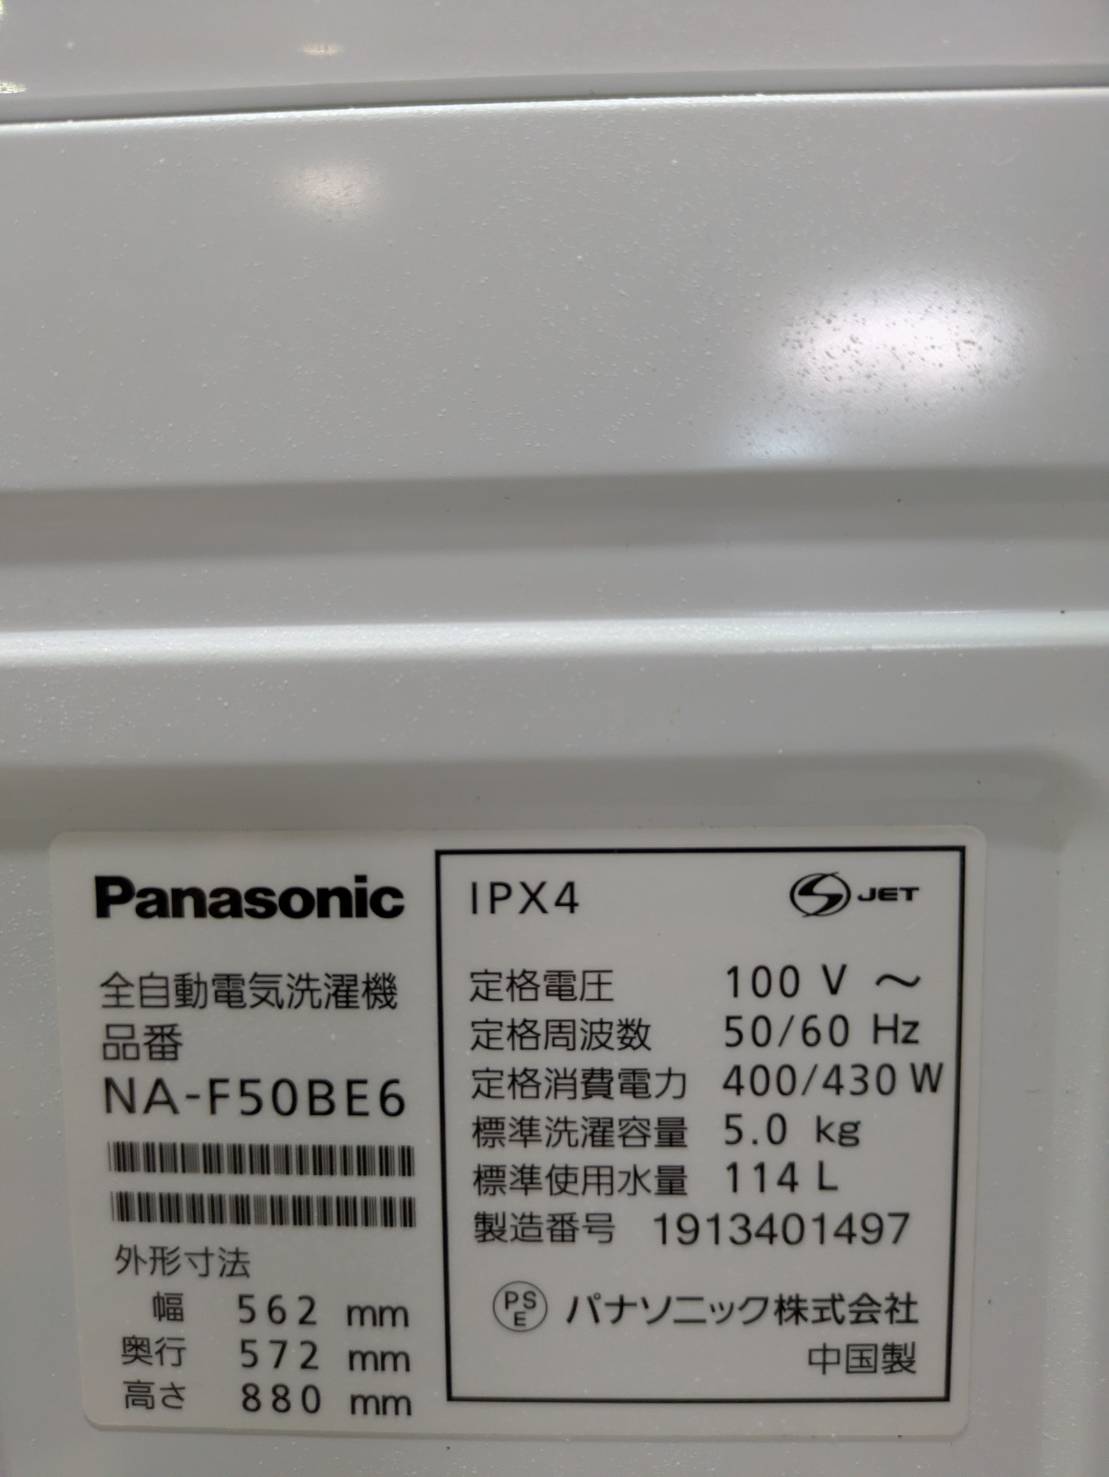 Panasonic
全自動電気洗濯機
品番
NA-F50BE6
外形寸法
幅 562 mm
奥行 572 mm
高さ 880 mm
IPX4
JET
定格電圧 100 V ～
定格周波数 50/60 Hz
定格消費電力 400/430 W
標準洗濯容量 5.0 kg
標準使用水量 114 L
製造番号 1913401497
PS
E パナソニック株式会社
中国製